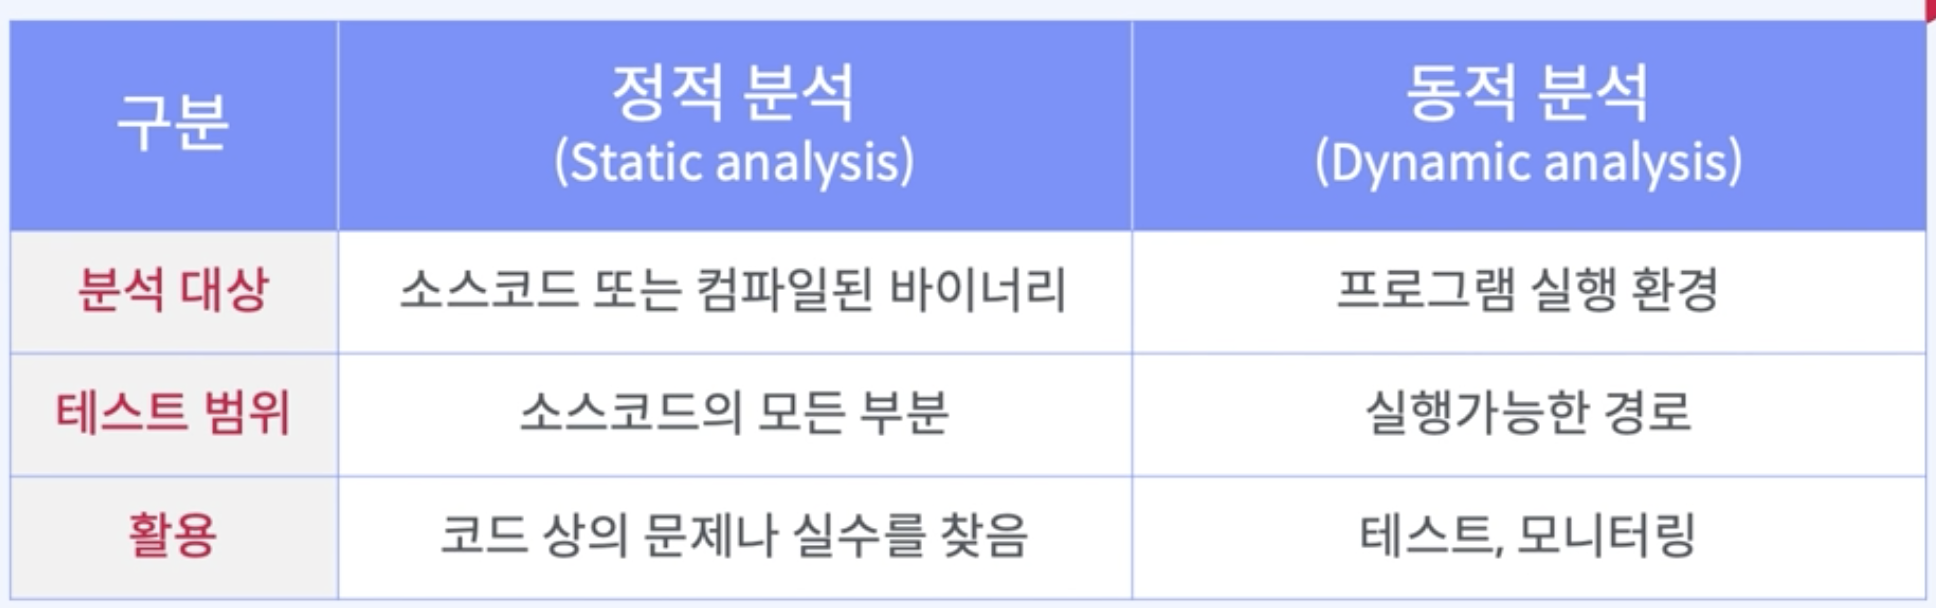 구분
정적 분석
(Static analysis)
동적 분석
(Dynamic analysis)
분석 대상
소스코드 또는 컴파일된 바이너리
프로그램 실행 환경
테스트 범위
소스코드의 모든 부분
실행가능한 경로
활용
코드 상의 문제나 실수를 찾음
테스트, 모니터링